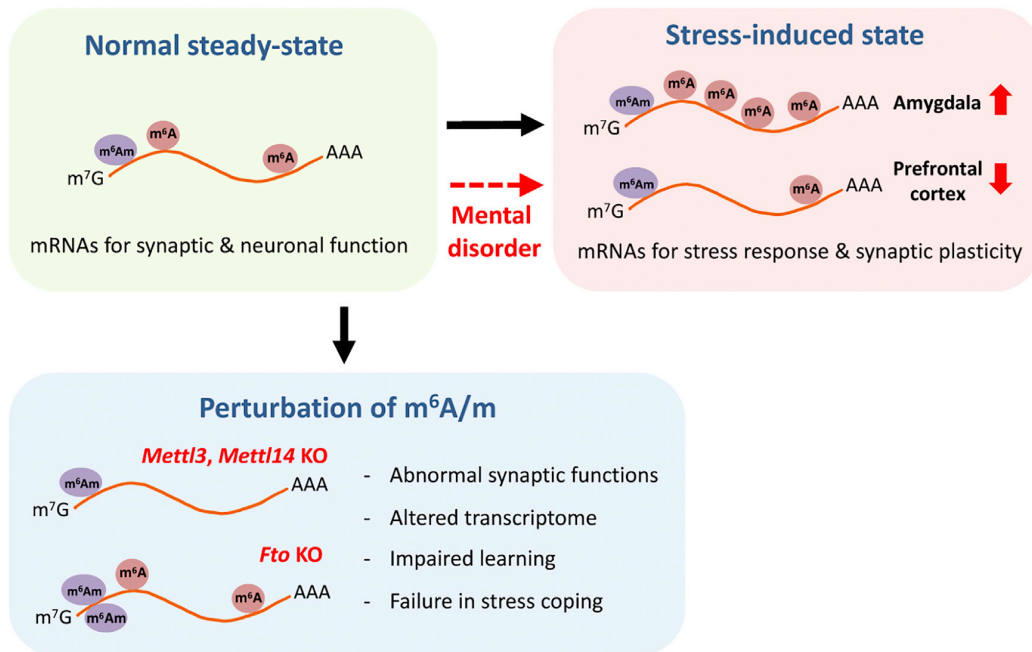 Normal steady-state
m⁶Am
m⁶A
m⁶A
m⁷G
AAA
mRNAs for synaptic & neuronal function
Mental
disorder
Stress-induced state
m⁶Am
m⁶A
m⁶A
m⁶A
m⁶A
m⁷G
AAA
Amygdala
m⁶Am
m⁶A
m⁷G
AAA
Prefrontal
cortex
mRNAs for stress response & synaptic plasticity
Perturbation of m⁶A/m
Mettl3, Mettl14 KO
m⁶Am
m⁷G
AAA
Fto KO
m⁶Am
m⁶A
m⁶A
m⁷G
m⁶Am
AAA
- Abnormal synaptic functions
- Altered transcriptome
- Impaired learning
- Failure in stress coping